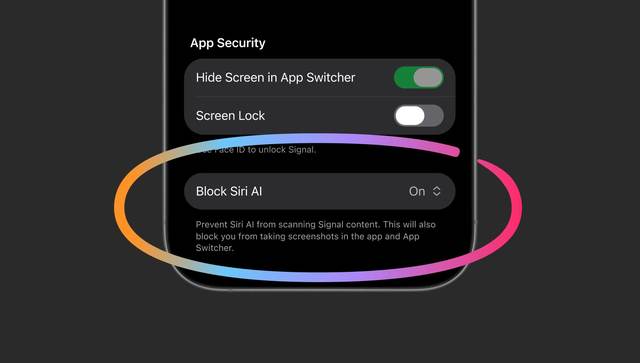 App Security
Hide Screen in App Switcher
Screen Lock
Face ID to unlock Signal.
Block Siri AI
On
Prevent Siri AI from scanning Signal content. This will also
block you from taking screenshots in the app and App
Switcher.